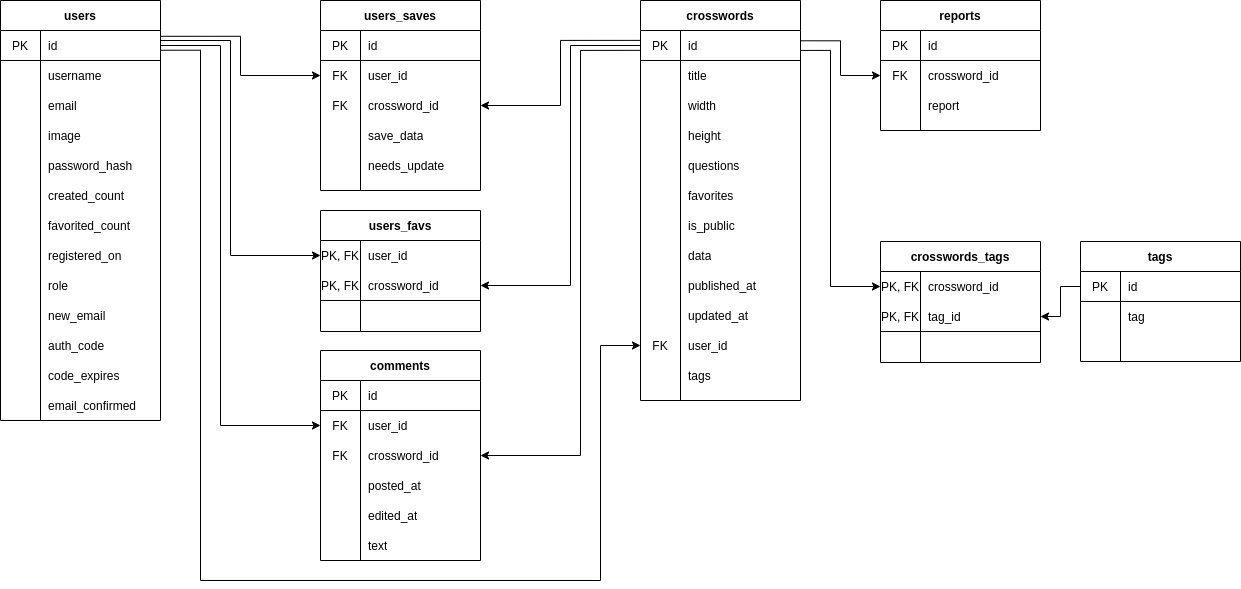 users
PK id
username
email
image
password_hash
created_count
favorited_count
registered_on
role
new_email
auth_code
code_expires
email_confirmed
users_saves
PK id
FK user_id
FK crossword_id
save_data
needs_update
users_favs
PK, FK user_id
PK, FK crossword_id
comments
PK id
FK user_id
FK crossword_id
posted_at
edited_at
text
crosswords
PK id
title
width
height
questions
favorites
is_public
data
published_at
updated_at
FK user_id
tags
reports
PK id
FK crossword_id
report
crosswords_tags
PK, FK crossword_id
PK, FK tag_id
tags
PK id
tag